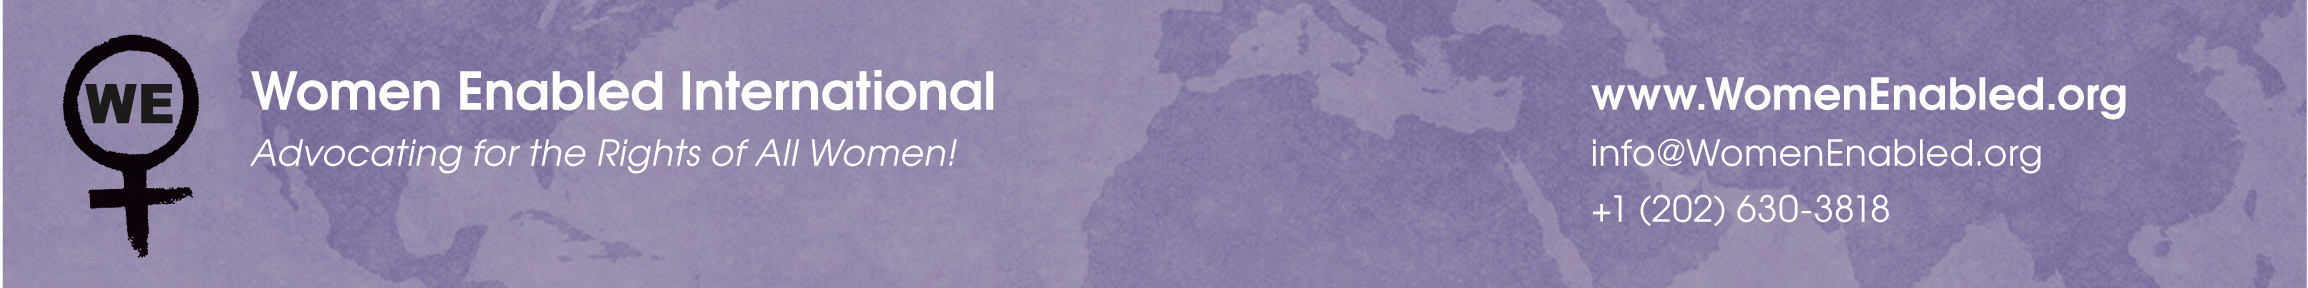 WE
Women Enabled International
Advocating for the Rights of All Women!
www.WomenEnabled.org
info@WomenEnabled.org
+1 (202) 630-3818